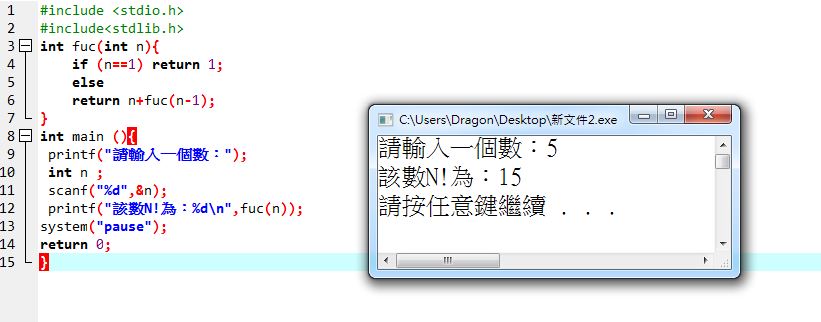 1 #include <stdio.h>
2 #include<stdlib.h>
3 int fuc(int n){
4 if (n==1) return 1;
5 else
6 return n+fuc(n-1);
7 }
8 int main (){
9 printf("請輸入一個數：");
10 int n ;
11 scanf("%d",&n);
12 printf("該數N!為：%d\n",fuc(n));
13 system("pause");
14 return 0;
15 }
C:\Users\Dragon\Desktop\新文件2.exe
請輸入一個數：5
該數N!為：15
請按任意鍵繼續 . . .